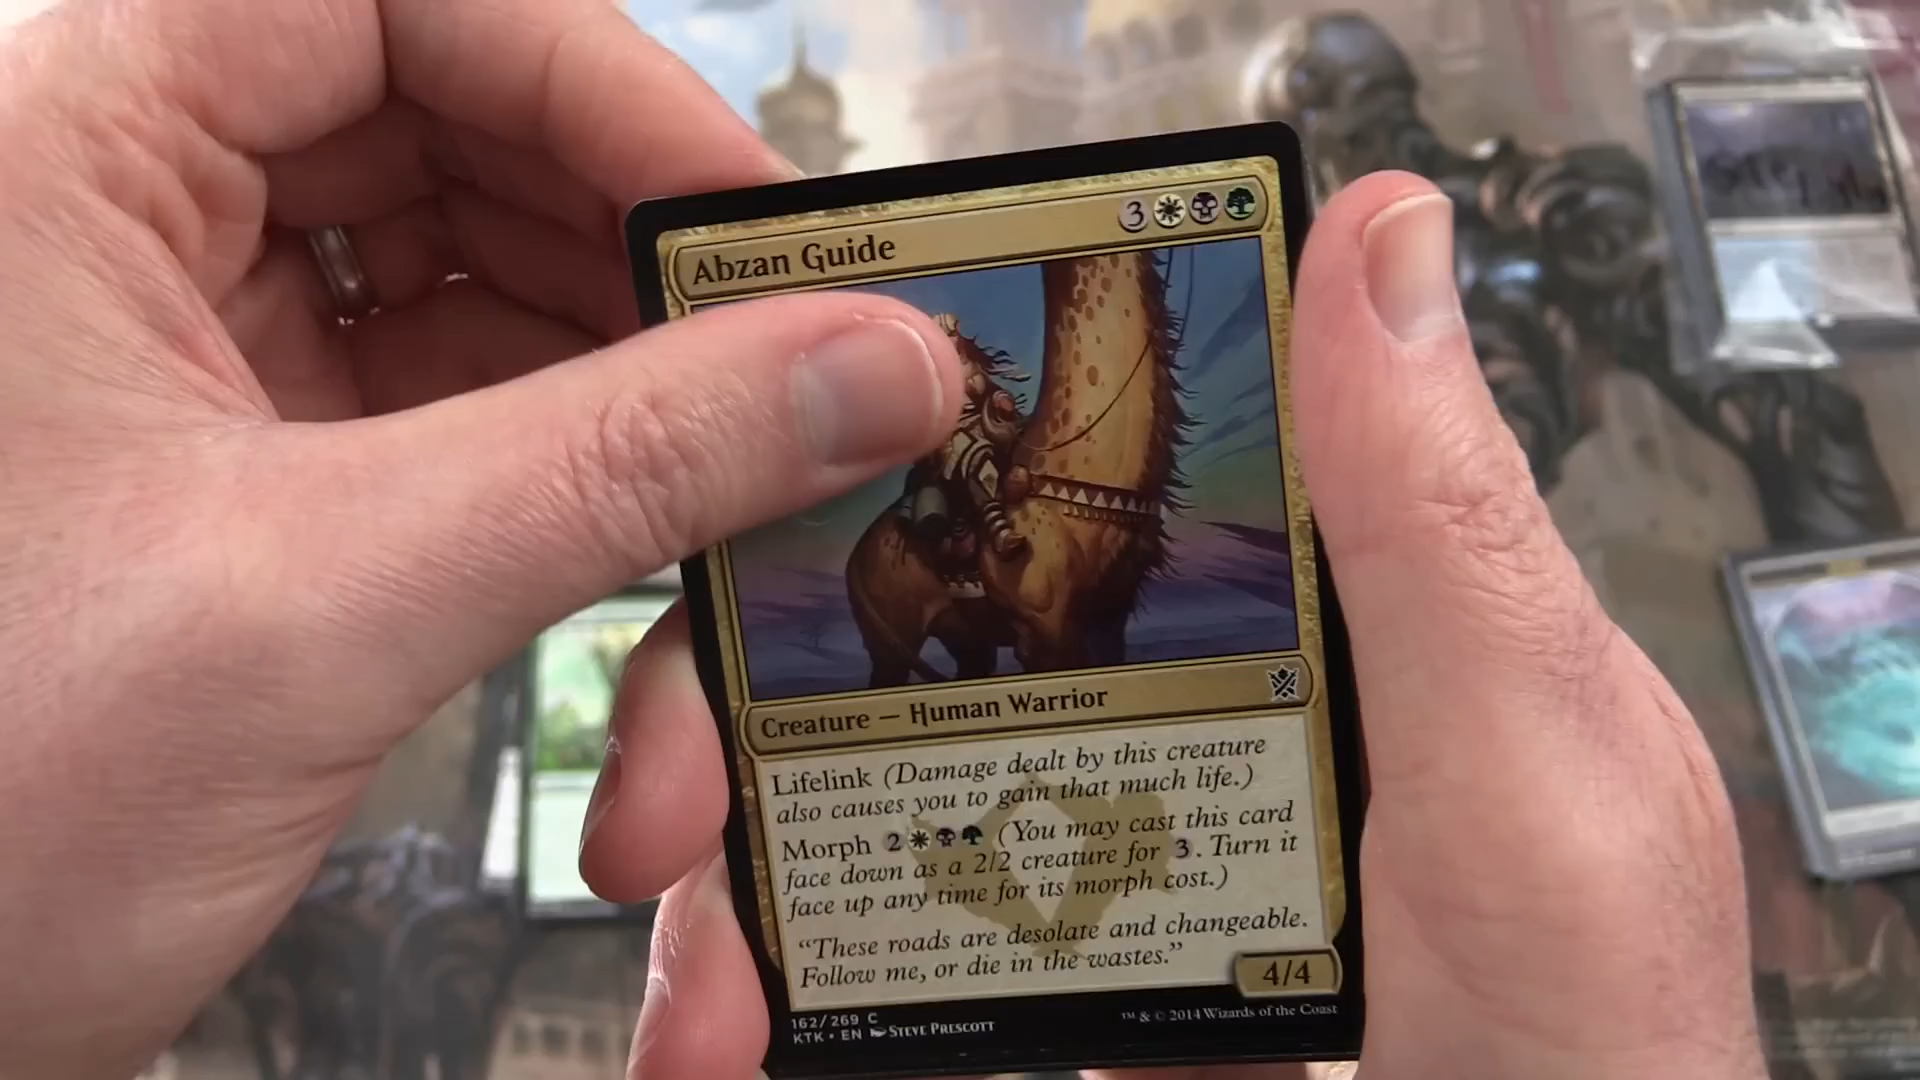 Abzan Guide 3
Creature — Human Warrior
Lifelink (Damage dealt by this creature
also causes you to gain that much life.)
Morph 2 (You may cast this card
face down as a 2/2 creature for 3. Turn it
face up any time for its morph cost.)
“These roads are desolate and changeable.
Follow me, or die in the wastes.”
4/4
162/269 C
KTK • EN STEVE PRESCOTT
™ & © 2014 Wizards of the Coast